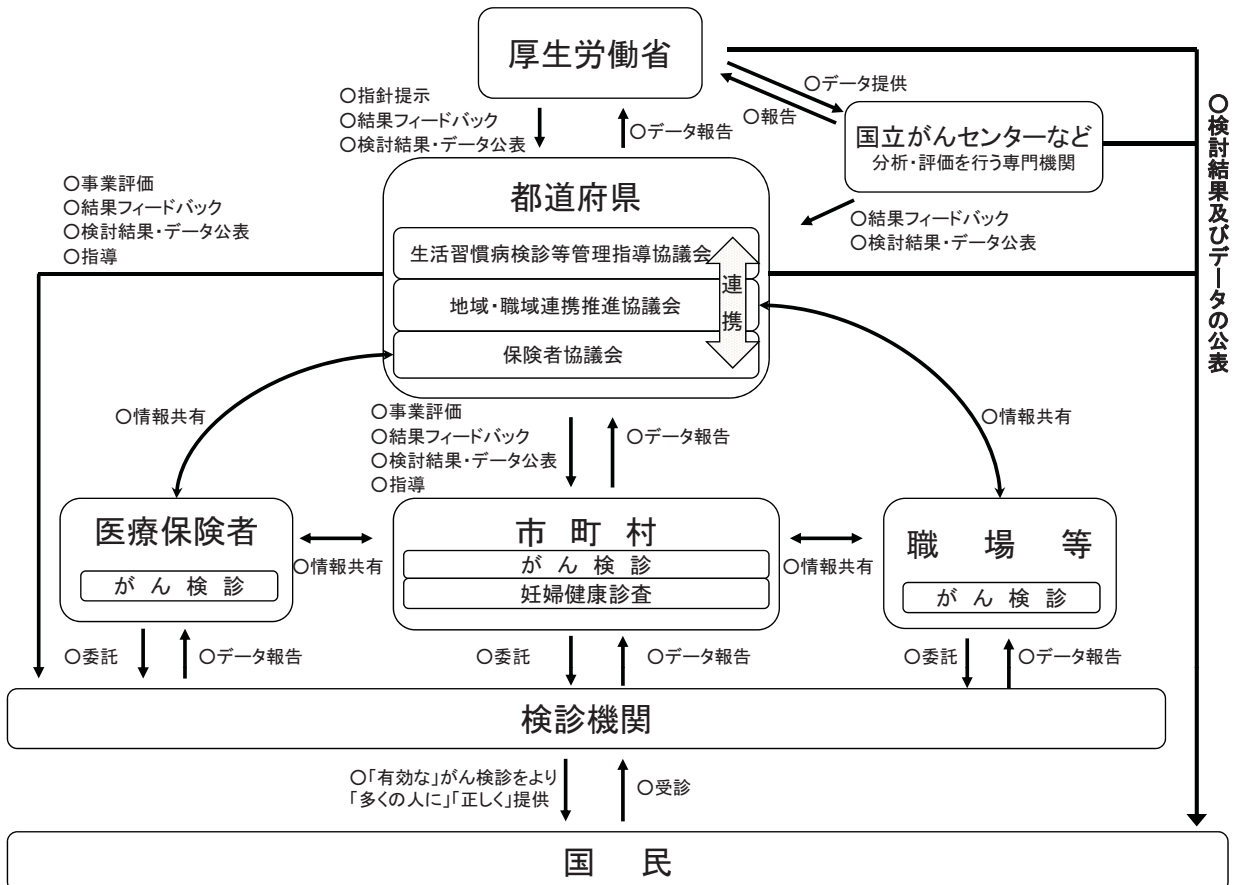 厚生労働省
○指針提示
○結果フィードバック
○検討結果・データ公表
○データ報告
○データ提供
○報告
国立がんセンターなど
分析・評価を行う専門機関
○結果フィードバック
○検討結果・データ公表
○検討結果及びデータの公表
都道府県
生活習慣病検診等管理指導協議会
地域・職域連携推進協議会
保険者協議会
連携
○事業評価
○結果フィードバック
○検討結果・データ公表
○指導
○情報共有
○事業評価
○結果フィードバック
○検討結果・データ公表
○指導
○データ報告
○情報共有
医療保険者
がん検診
○情報共有
市町村
がん検診
妊婦健康診査
○情報共有
職場等
がん検診
○委託
○データ報告
○委託
○データ報告
○委託
○データ報告
検診機関
○「有効な」がん検診をより
「多くの人に」「正しく」提供
○受診
国民